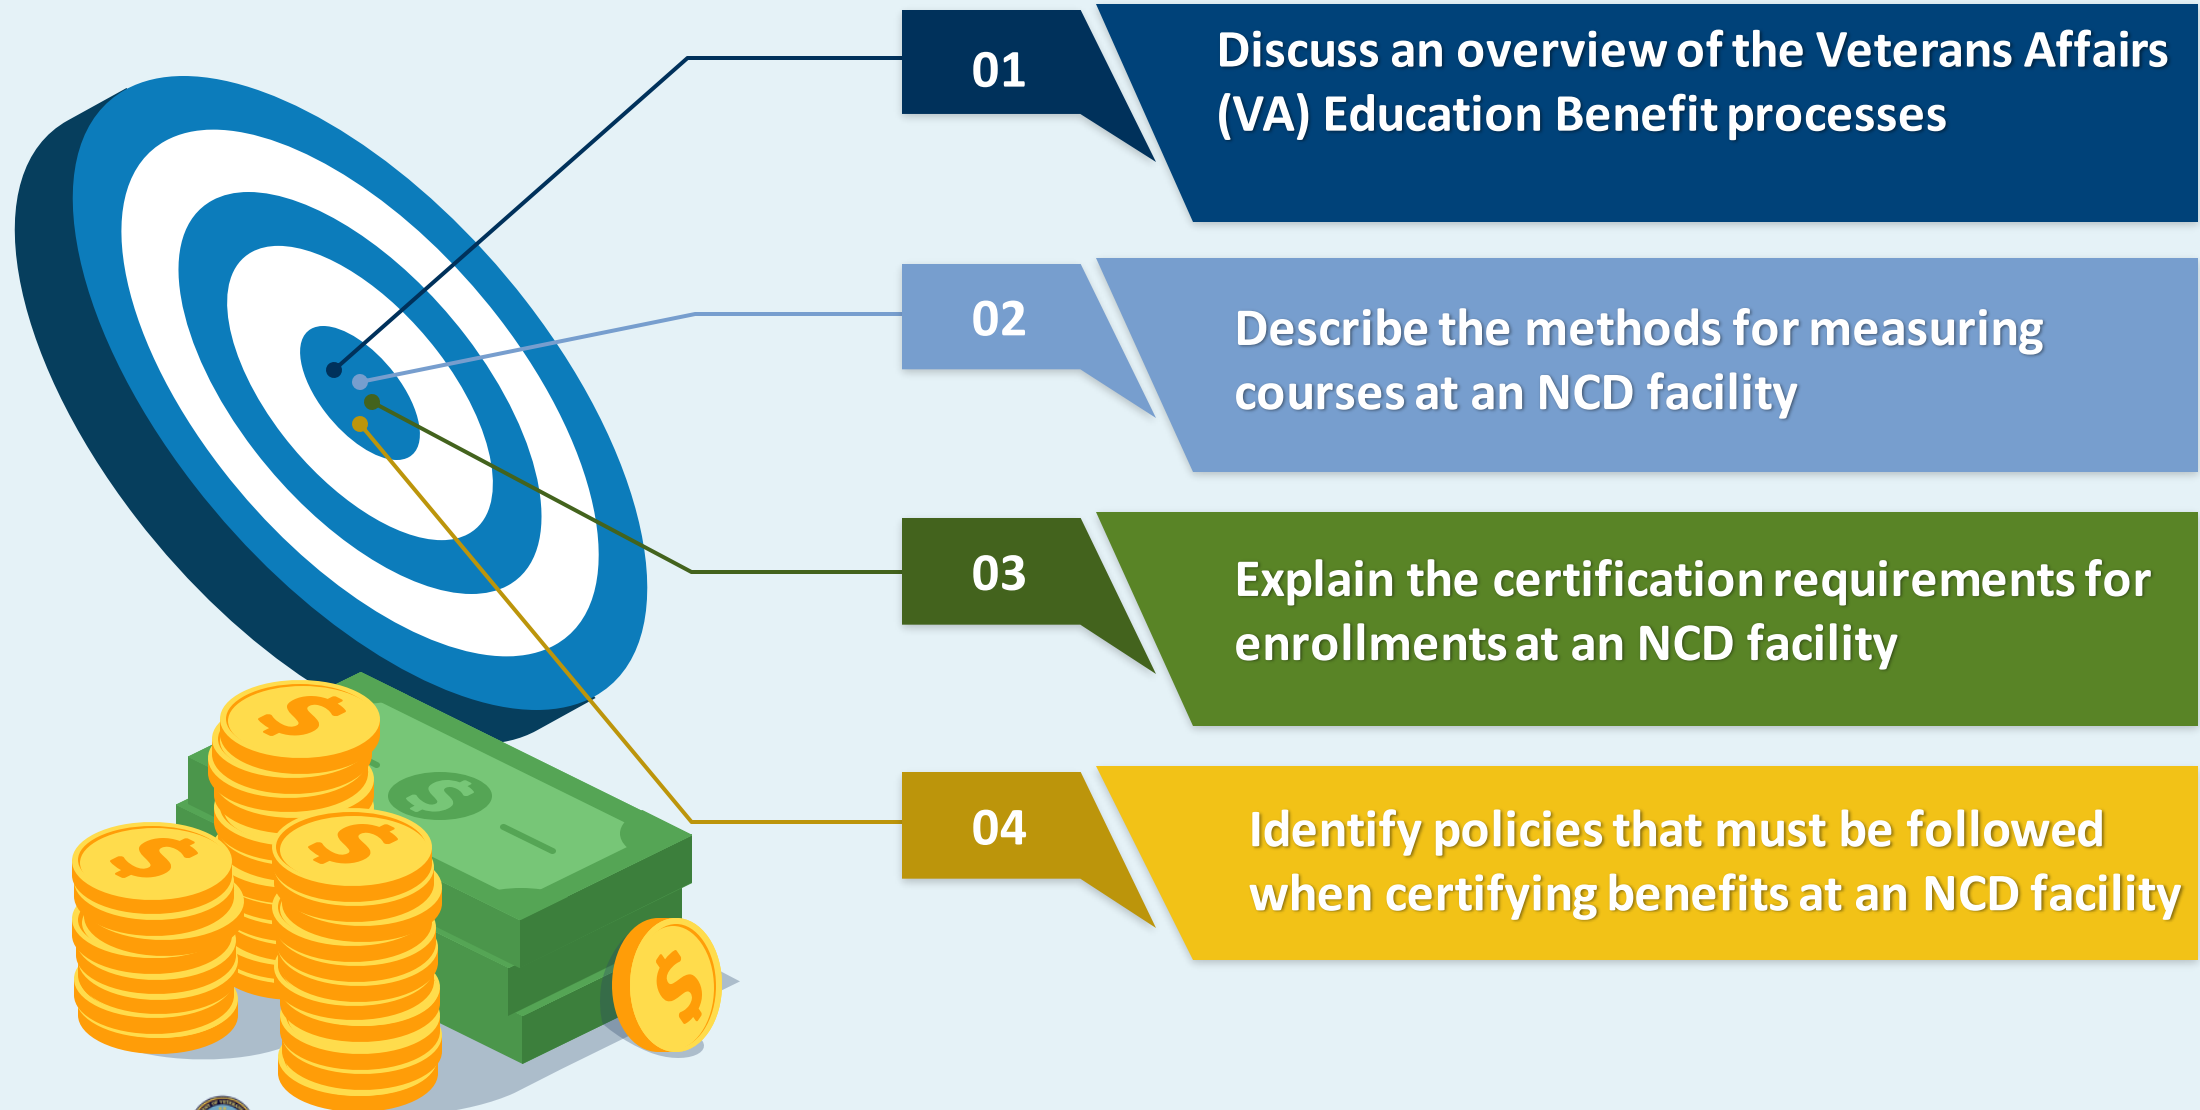 01
Discuss an overview of the Veterans Affairs
(VA) Education Benefit processes
02
Describe the methods for measuring
courses at an NCD facility
03
Explain the certification requirements for
enrollments at an NCD facility
04
Identify policies that must be followed
when certifying benefits at an NCD facility
$
$
$
$
$